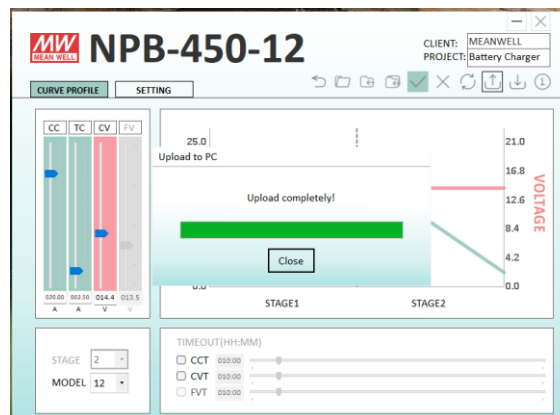 MW
MEAN WELL
NPB-450-12
CLIENT: MEANWELL
PROJECT: Battery Charger
CURVE PROFILE
SETTING
CC TC CV FV
020.00 002.50 014.4 013.5
A A V V
25.0
0.0
21.0
16.8
12.6
8.4
4.2
0.0
VOLTAGE
STAGE1 STAGE2
Upload to PC
Upload completely!
Close
STAGE 2
MODEL 12
TIMEOUT(HH:MM)
CCT 010:00
CVT 010:00
FVT 010:00